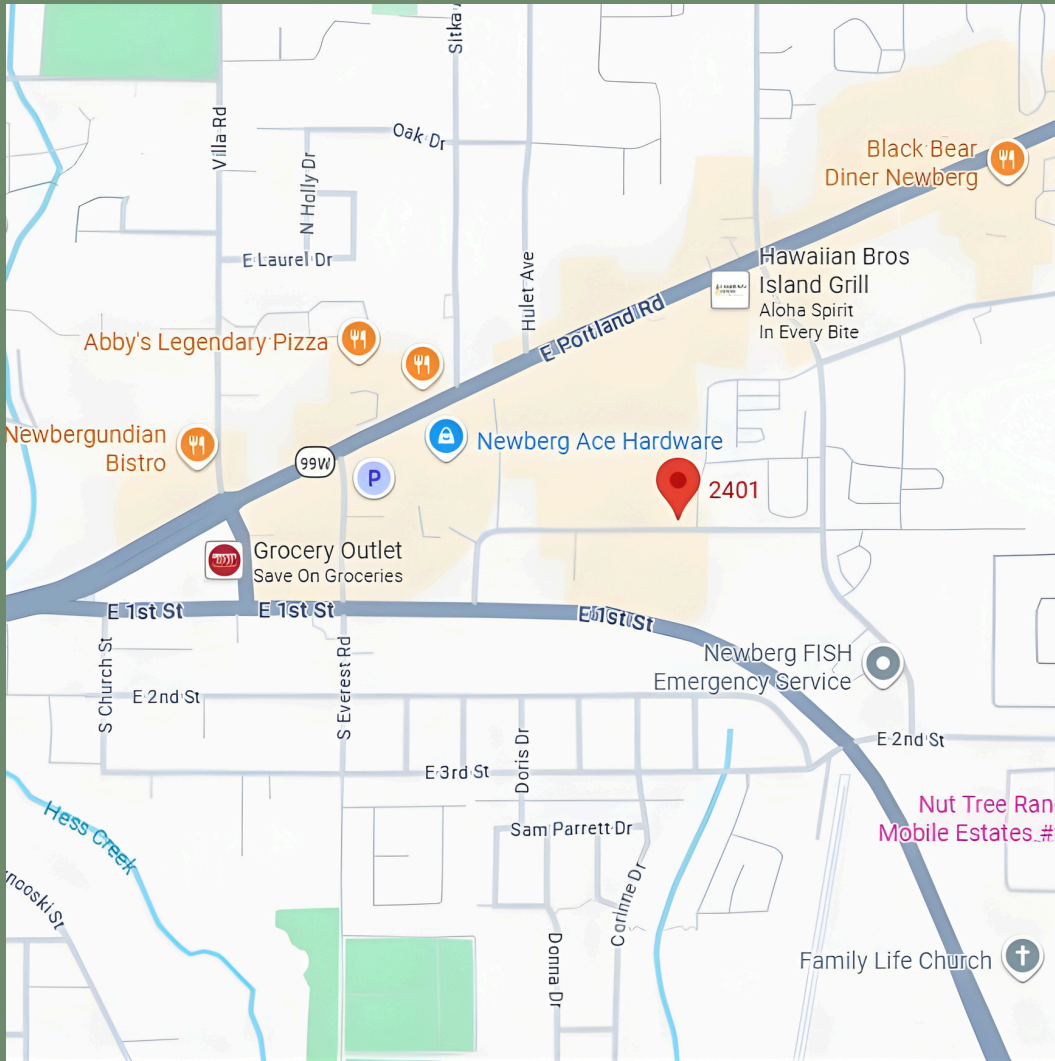 Sitka
Villa Rd
Oak Dr
N Holly Dr
Black Bear
Diner Newberg
E Laurel Dr
Hulet Ave
Hawaiian Bros
Island Grill
Aloha Spirit
In Every Bite
E Portland Rd
Abby's Legendary Pizza
Newbergundian
Bistro
Newberg Ace Hardware
99W
P
2401
Grocery Outlet
Save On Groceries
E 1st St
E 1st St
E 1st St
S Church St
S Everest Rd
Newberg FISH
Emergency Service
E 2nd St
E 2nd St
Doris Dr
E 3rd St
Nut Tree Ran
Mobile Estates #
Sam Parrett Dr
Hess Creek
nooski St
Corinne Dr
Donna Dr
Family Life Church